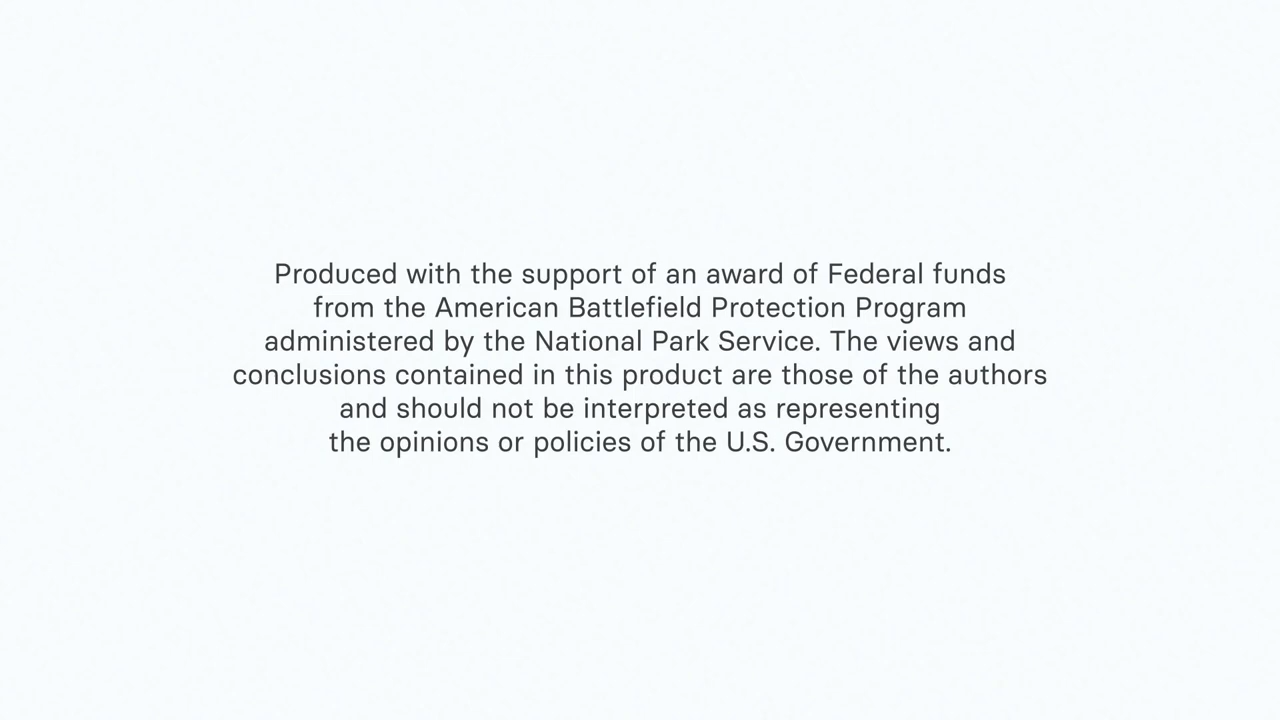 Produced with the support of an award of Federal funds
from the American Battlefield Protection Program
administered by the National Park Service. The views and
conclusions contained in this product are those of the authors
and should not be interpreted as representing
the opinions or policies of the U.S. Government.